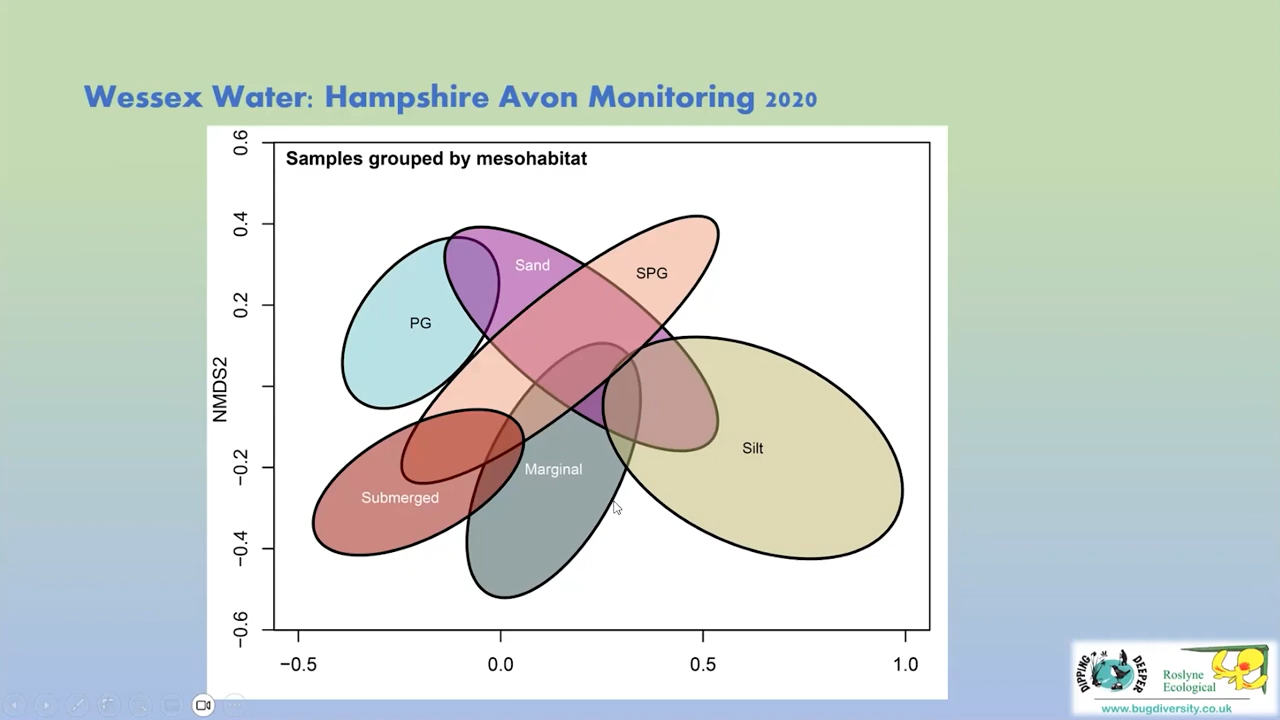 Wessex Water: Hampshire Avon Monitoring 2020
Samples grouped by mesohabitat
0.6
0.4
0.2
−0.2
−0.4
−0.6
NMDS2
Sand
SPG
PG
Silt
Marginal
Submerged
−0.5
0.0
0.5
1.0
DIPPING DEEPER
Roslyne
Ecological
www.bugdiversity.co.uk